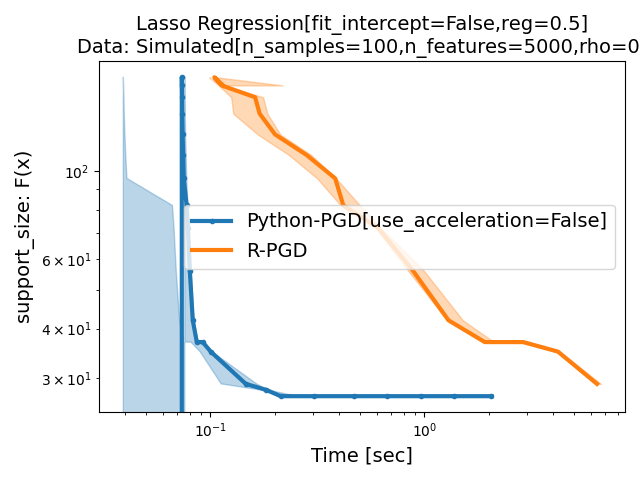 Lasso Regression[fit_intercept=False,reg=0.5]
Data: Simulated[n_samples=100,n_features=5000,rho=0
support_size: F(x)
10²
6 × 10¹
4 × 10¹
3 × 10¹
Python-PGD[use_acceleration=False]
R-PGD
10⁻¹
10⁰
Time [sec]